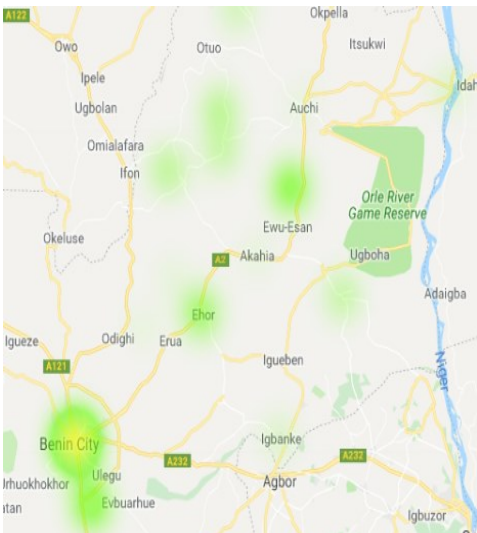 A122
Okpella
Owo
Otuo
Itsukwi
Ipele
Idah
Ugbolan
Auchi
Omialafara
Ifon
Orle River
Game Reserve
Ewu-Esan
Okeluse
A2
Akahia
Ugboha
Adaigba
Ehor
Igueze
Odighi
Erua
Igueben
A121
Niger
Benin City
Igbanke
A232
A232
Urhuokhokhor
Ulegu
Agbor
atan
Evbuarhue
Igbuzor